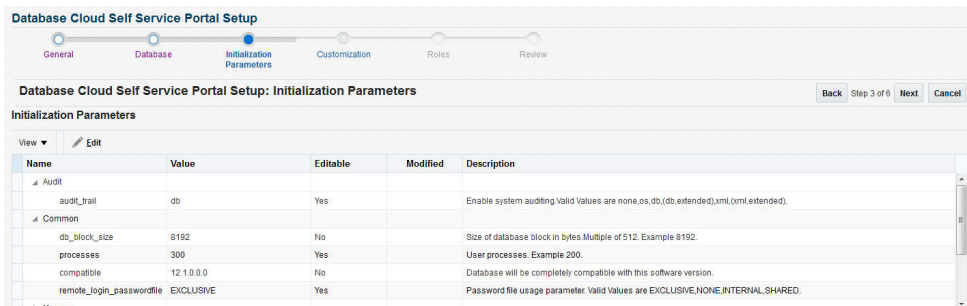 Database Cloud Self Service Portal Setup
General Database Initialization Parameters Customization Roles Review
Database Cloud Self Service Portal Setup: Initialization Parameters
Back Step 3 of 6 Next Cancel
Initialization Parameters
View Edit
Name Value Editable Modified Description
Audit
audit_trail db Yes Enable system auditing.Valid Values are none,os,db,(db,extended),xml,(xml,extended).
Common
db_block_size 8192 No Size of database block in bytes.Multiple of 512. Example 8192.
processes 300 Yes User processes. Example 200.
compatible 12.1.0.0.0 No Database will be completely compatible with this software version.
remote_login_passwordfile EXCLUSIVE Yes Password file usage parameter. Valid Values are EXCLUSIVE,NONE,INTERNAL,SHARED.